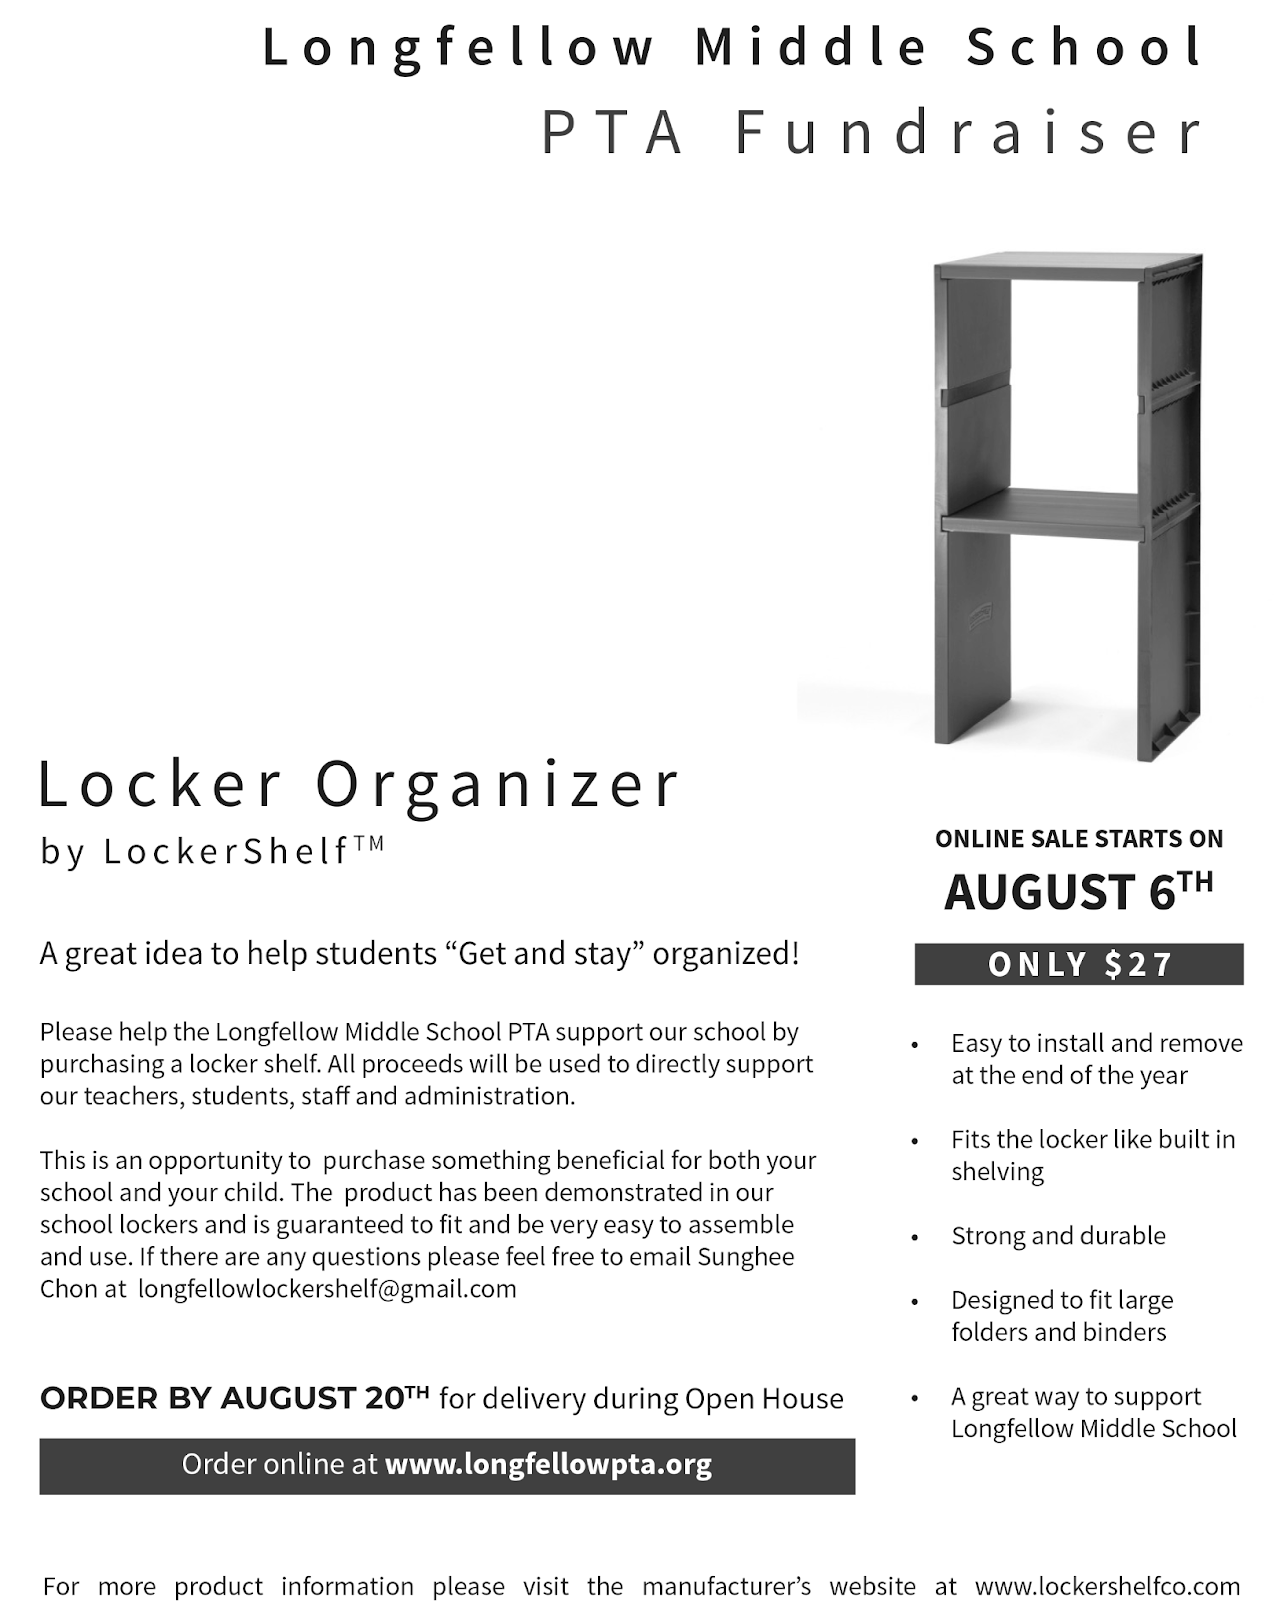 Longfellow Middle School
PTA Fundraiser
Locker Organizer
by LockerShelf™
A great idea to help students “Get and stay” organized!
Please help the Longfellow Middle School PTA support our school by
purchasing a locker shelf. All proceeds will be used to directly support
our teachers, students, staff and administration.
This is an opportunity to purchase something beneficial for both your
school and your child. The product has been demonstrated in our
school lockers and is guaranteed to fit and be very easy to assemble
and use. If there are any questions please feel free to email Sunghee
Chon at longfellowlockershelf@gmail.com
ORDER BY AUGUST 20TH for delivery during Open House
Order online at www.longfellowpta.org
ONLINE SALE STARTS ON
AUGUST 6TH
ONLY $27
• Easy to install and remove
at the end of the year
• Fits the locker like built in
shelving
• Strong and durable
• Designed to fit large
folders and binders
• A great way to support
Longfellow Middle School
For more product information please visit the manufacturer’s website at www.lockershelfco.com